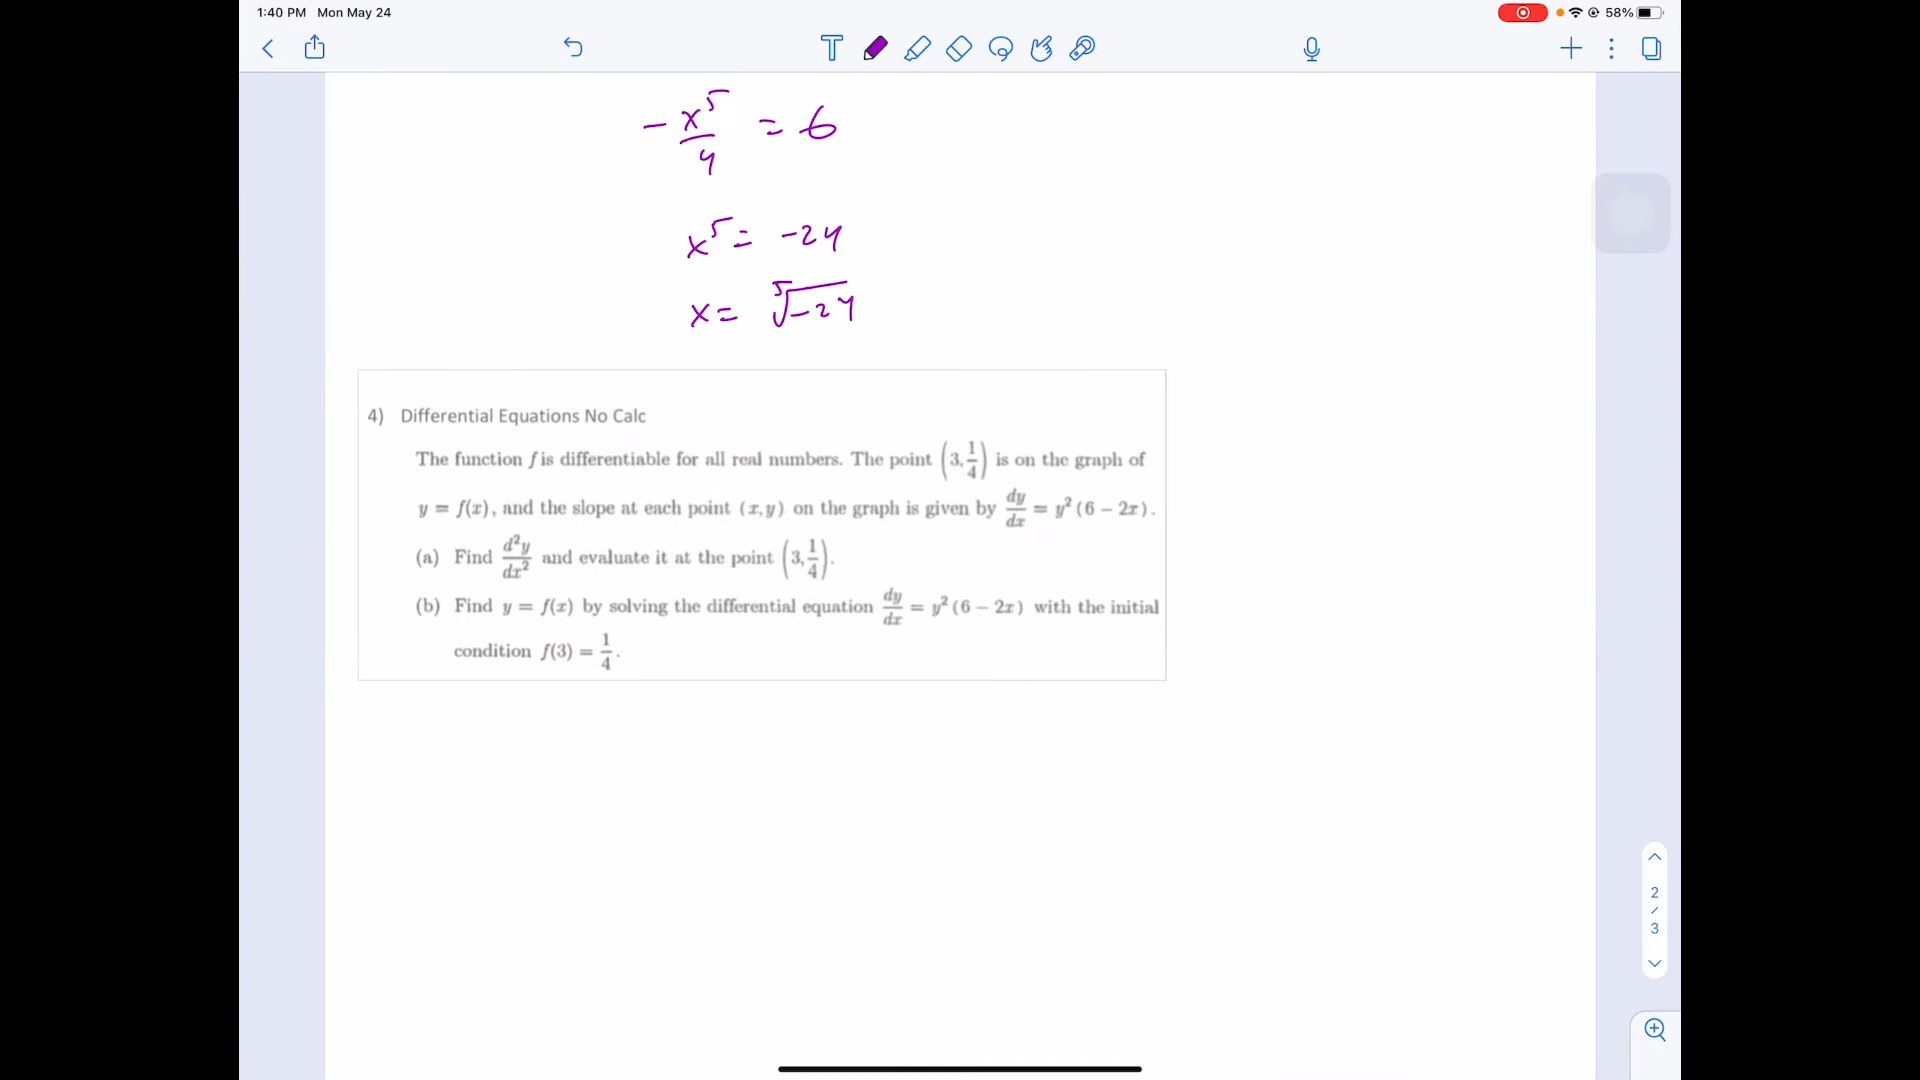 1:40 PM Mon May 24
58%
T
-x^5/4 = 6
x^5 = -24
x = ⁵√-24
4) Differential Equations No Calc
The function f is differentiable for all real numbers. The point (3, 1/4) is on the graph of
y = f(x), and the slope at each point (x, y) on the graph is given by dy/dx = y²(6 – 2x).
(a) Find d²y/dx² and evaluate it at the point (3, 1/4).
(b) Find y = f(x) by solving the differential equation dy/dx = y²(6 – 2x) with the initial
condition f(3) = 1/4.
2
/
3